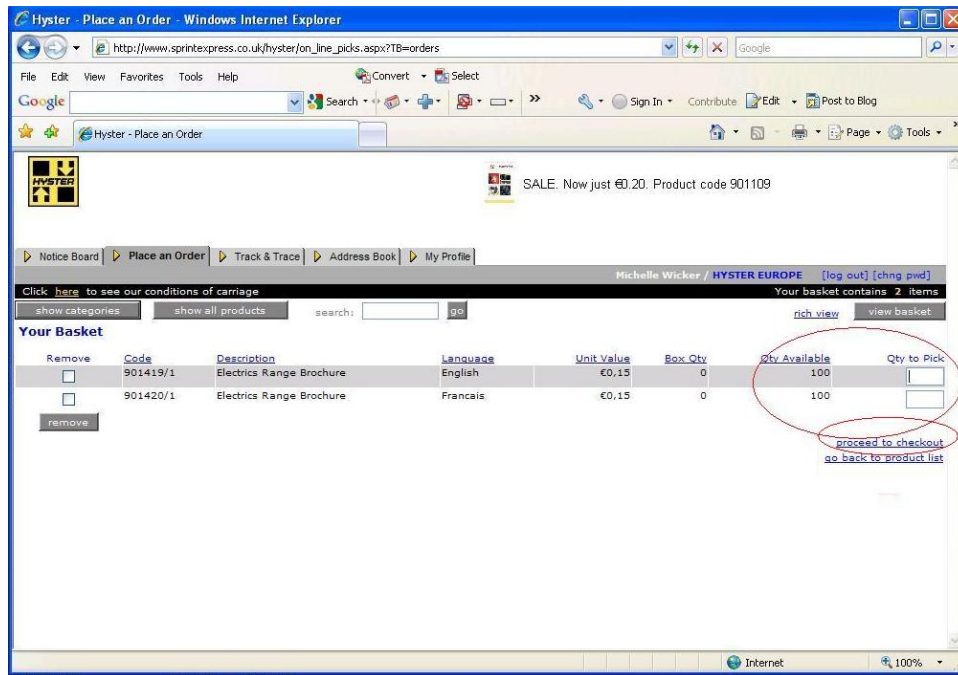 Hyster - Place an Order - Windows Internet Explorer
http://www.sprintexpress.co.uk/hyster/on_line_picks.aspx?TB=orders
Google
File Edit View Favorites Tools Help
Convert Select
Google Search Sign In Contribute Edit Post to Blog
Hyster - Place an Order Page Tools
HYSTER
SALE. Now just €0.20. Product code 901109
Notice Board Place an Order Track & Trace Address Book My Profile
Michelle Wicker / HYSTER EUROPE [log out] [chng pwd]
Click here to see our conditions of carriage Your basket contains 2 items
show categories show all products search: go rich view view basket
Your Basket
Remove Code Description Language Unit Value Box Qty Qty Available Qty to Pick
901419/1 Electrics Range Brochure English €0,15 0 100
901420/1 Electrics Range Brochure Francais €0,15 0 100
remove
proceed to checkout
go back to product list
Internet 100%